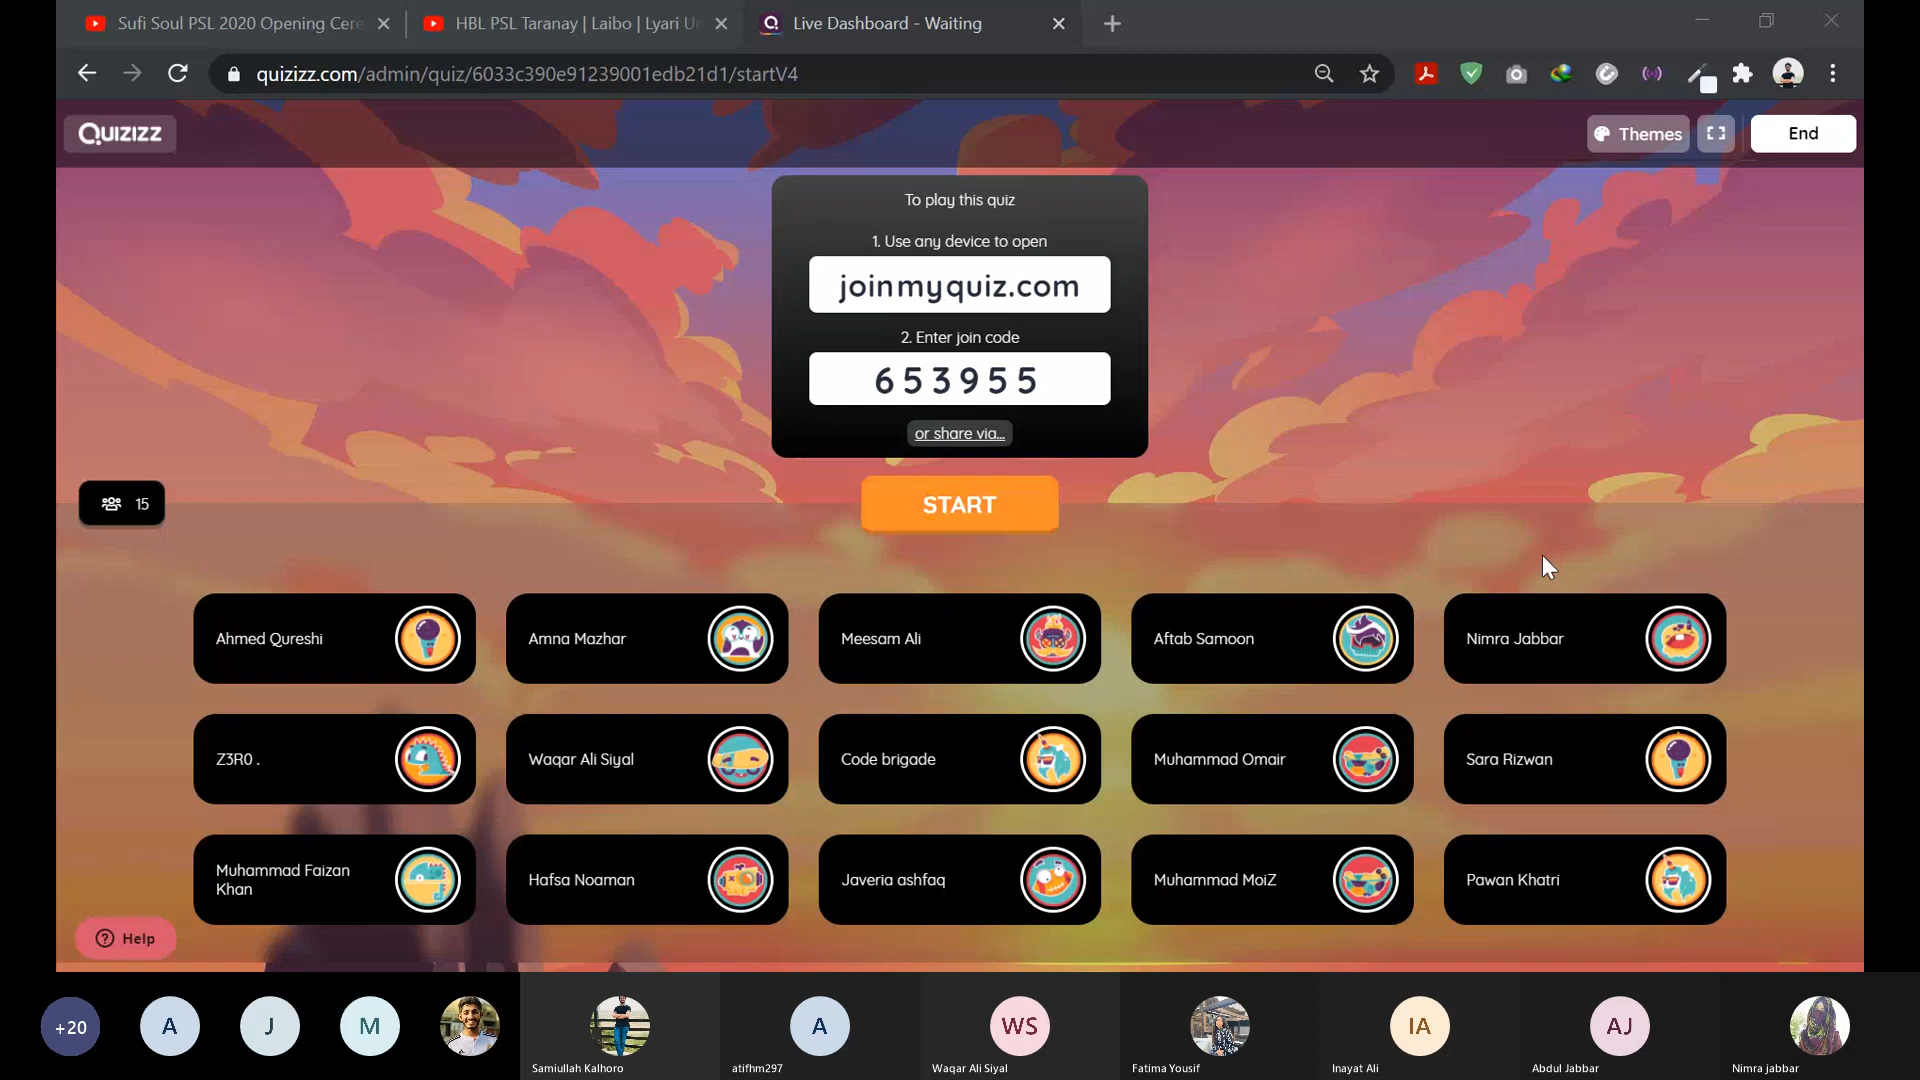 Sufi Soul PSL 2020 Opening Cere
HBL PSL Taranay | Laibo | Lyari Un
Live Dashboard - Waiting
quizizz.com/admin/quiz/6033c390e91239001edb21d1/startV4
Quizizz
Themes
End
To play this quiz
1. Use any device to open
joinmyquiz.com
2. Enter join code
653955
or share via...
15
START
Ahmed Qureshi
Amna Mazhar
Meesam Ali
Aftab Samoon
Nimra Jabbar
Z3R0 .
Waqar Ali Siyal
Code brigade
Muhammad Omair
Sara Rizwan
Muhammad Faizan
Khan
Hafsa Noaman
Javeria ashfaq
Muhammad MoiZ
Pawan Khatri
Help
+20
A
J
M
A
WS
IA
AJ
Samiullah Kalhoro
atifhm297
Waqar Ali Siyal
Fatima Yousif
Inayat Ali
Abdul Jabbar
Nimra jabbar